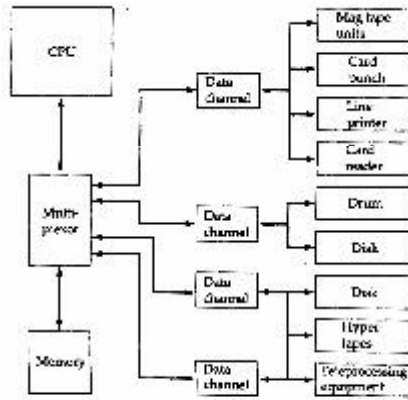 CPU
Multi-
plexor
Memory
Data
channel
Data
channel
Data
channel
Data
channel
Mag tape
units
Card
punch
Line
printer
Card
reader
Drum
Disk
Disk
Hyper
tapes
Teleprocessing
equipment